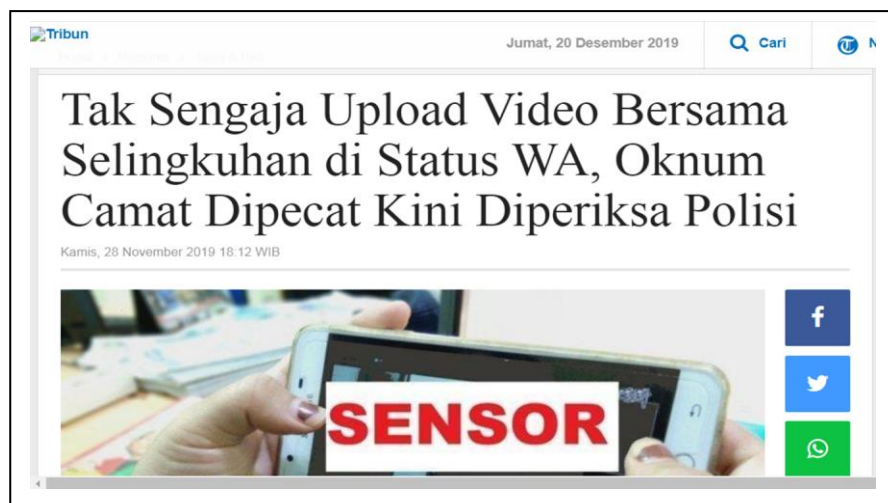 Tribun
Jumat, 20 Desember 2019
Cari
N
Tak Sengaja Upload Video Bersama
Selingkuhan di Status WA, Oknum
Camat Dipecat Kini Diperiksa Polisi
Kamis, 28 November 2019 18:12 WIB
SENSOR